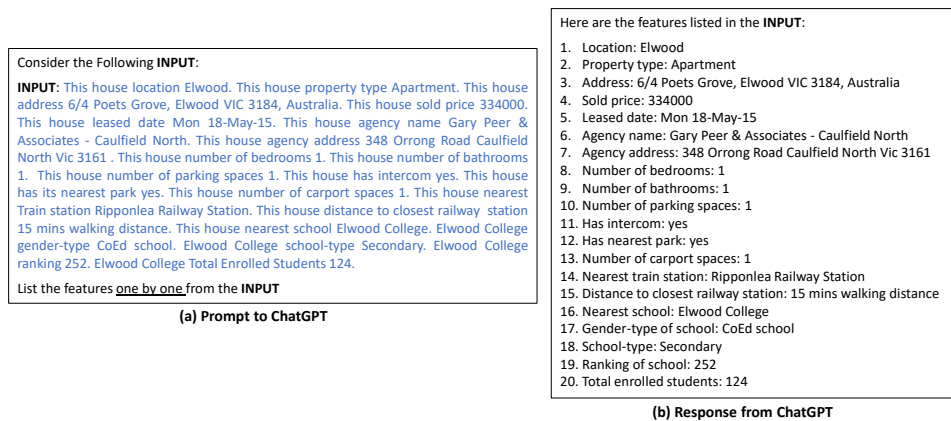 Consider the Following INPUT:
INPUT: This house location Elwood. This house property type Apartment. This house
address 6/4 Poets Grove, Elwood VIC 3184, Australia. This house sold price 334000.
This house leased date Mon 18-May-15. This house agency name Gary Peer &
Associates - Caulfield North. This house agency address 348 Orrong Road Caulfield
North Vic 3161 . This house number of bedrooms 1. This house number of bathrooms
1. This house number of parking spaces 1. This house has intercom yes. This house
has its nearest park yes. This house number of carport spaces 1. This house nearest
Train station Ripponlea Railway Station. This house distance to closest railway station
15 mins walking distance. This house nearest school Elwood College. Elwood College
gender-type CoEd school. Elwood College school-type Secondary. Elwood College
ranking 252. Elwood College Total Enrolled Students 124.
List the features one by one from the INPUT
(a) Prompt to ChatGPT
Here are the features listed in the INPUT:
1. Location: Elwood
2. Property type: Apartment
3. Address: 6/4 Poets Grove, Elwood VIC 3184, Australia
4. Sold price: 334000
5. Leased date: Mon 18-May-15
6. Agency name: Gary Peer & Associates - Caulfield North
7. Agency address: 348 Orrong Road Caulfield North Vic 3161
8. Number of bedrooms: 1
9. Number of bathrooms: 1
10. Number of parking spaces: 1
11. Has intercom: yes
12. Has nearest park: yes
13. Number of carport spaces: 1
14. Nearest train station: Ripponlea Railway Station
15. Distance to closest railway station: 15 mins walking distance
16. Nearest school: Elwood College
17. Gender-type of school: CoEd school
18. School-type: Secondary
19. Ranking of school: 252
20. Total enrolled students: 124
(b) Response from ChatGPT